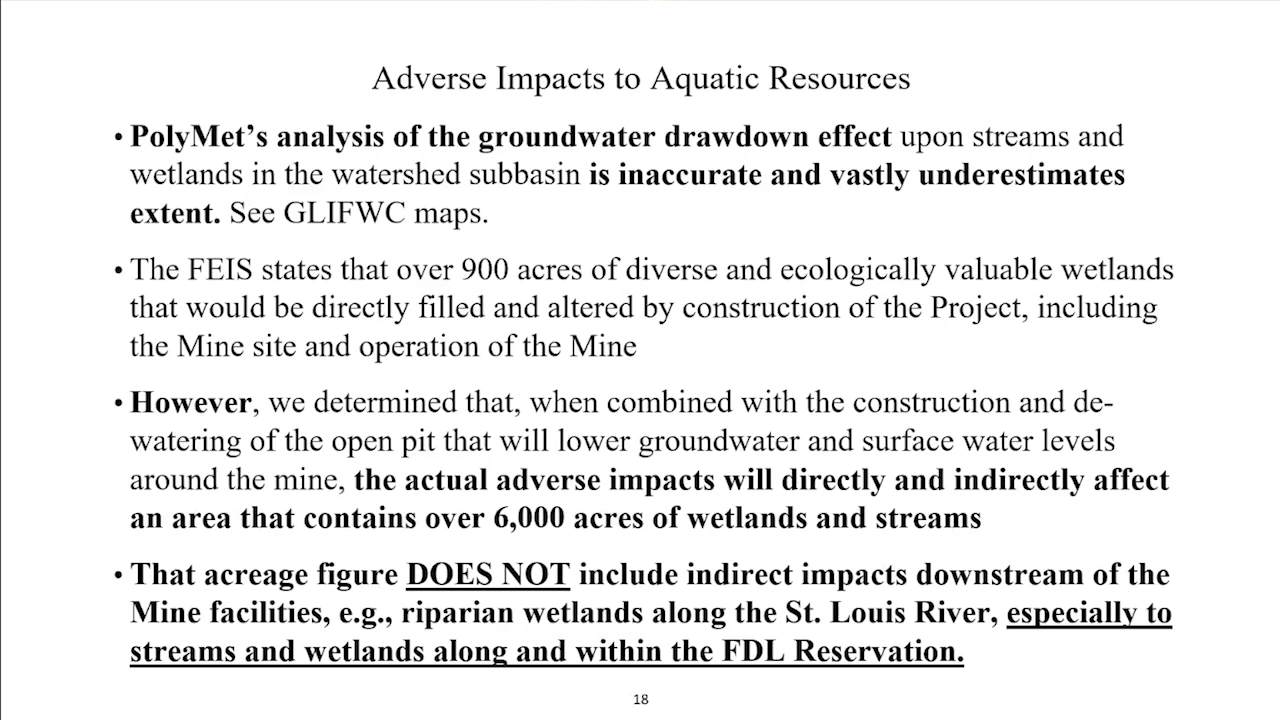 Adverse Impacts to Aquatic Resources
• PolyMet’s analysis of the groundwater drawdown effect upon streams and
wetlands in the watershed subbasin is inaccurate and vastly underestimates
extent. See GLIFWC maps.
• The FEIS states that over 900 acres of diverse and ecologically valuable wetlands
that would be directly filled and altered by construction of the Project, including
the Mine site and operation of the Mine
• However, we determined that, when combined with the construction and de-
watering of the open pit that will lower groundwater and surface water levels
around the mine, the actual adverse impacts will directly and indirectly affect
an area that contains over 6,000 acres of wetlands and streams
• That acreage figure DOES NOT include indirect impacts downstream of the
Mine facilities, e.g., riparian wetlands along the St. Louis River, especially to
streams and wetlands along and within the FDL Reservation.
18